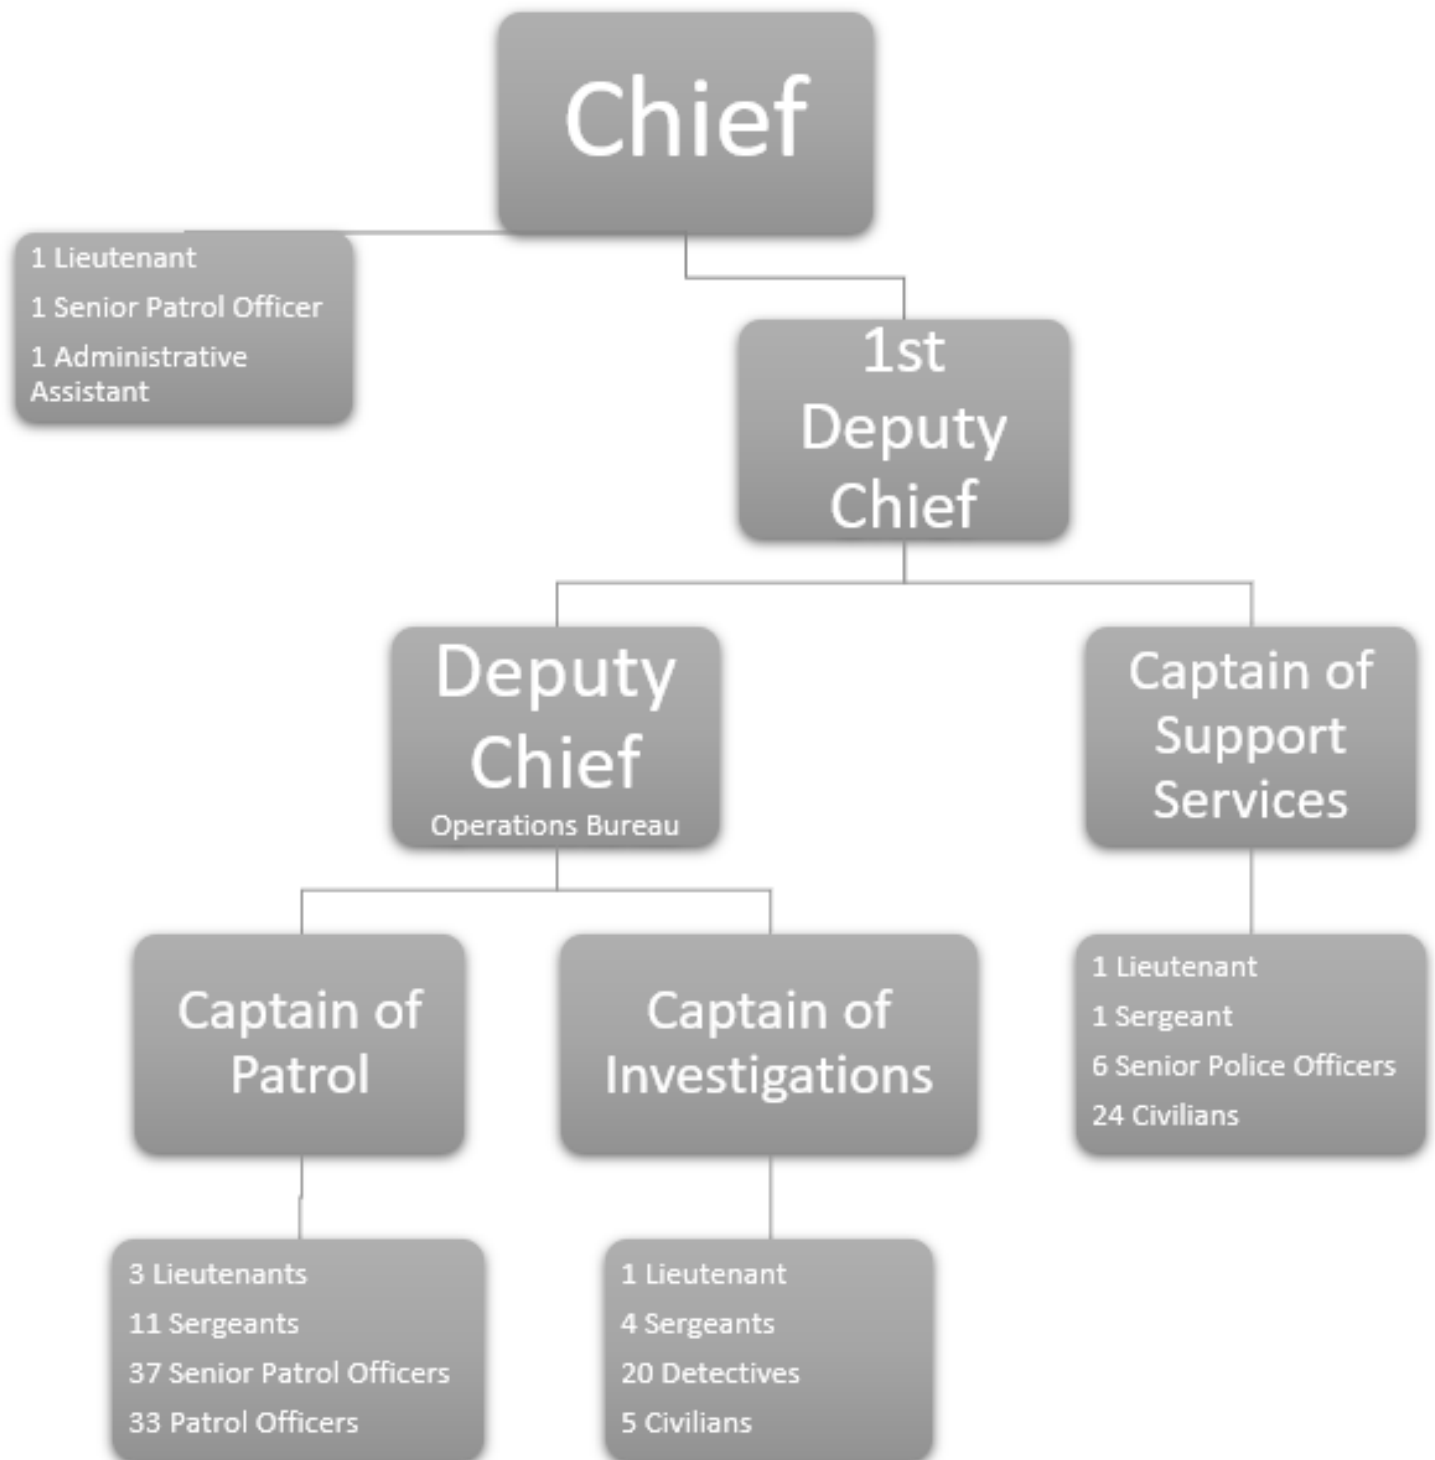 Chief
1 Lieutenant
1 Senior Patrol Officer
1 Administrative
Assistant
1st
Deputy
Chief
Deputy
Chief
Operations Bureau
Captain of
Support
Services
Captain of
Patrol
Captain of
Investigations
1 Lieutenant
1 Sergeant
6 Senior Police Officers
24 Civilians
3 Lieutenants
11 Sergeants
37 Senior Patrol Officers
33 Patrol Officers
1 Lieutenant
4 Sergeants
20 Detectives
5 Civilians